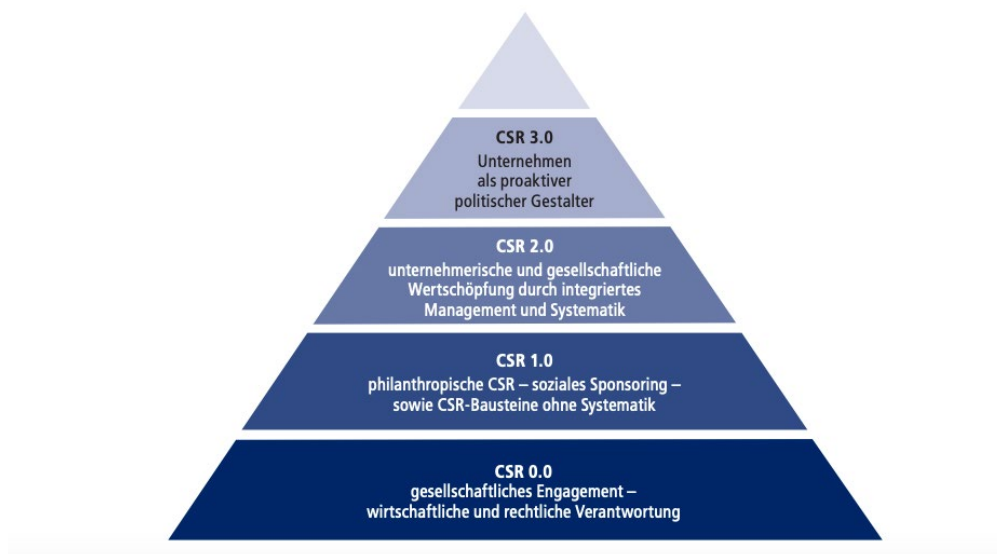 CSR 3.0
Unternehmen
als proaktiver
politischer Gestalter
CSR 2.0
unternehmerische und gesellschaftliche
Wertschöpfung durch integriertes
Management und Systematik
CSR 1.0
philanthropische CSR – soziales Sponsoring –
sowie CSR-Bausteine ohne Systematik
CSR 0.0
gesellschaftliches Engagement –
wirtschaftliche und rechtliche Verantwortung